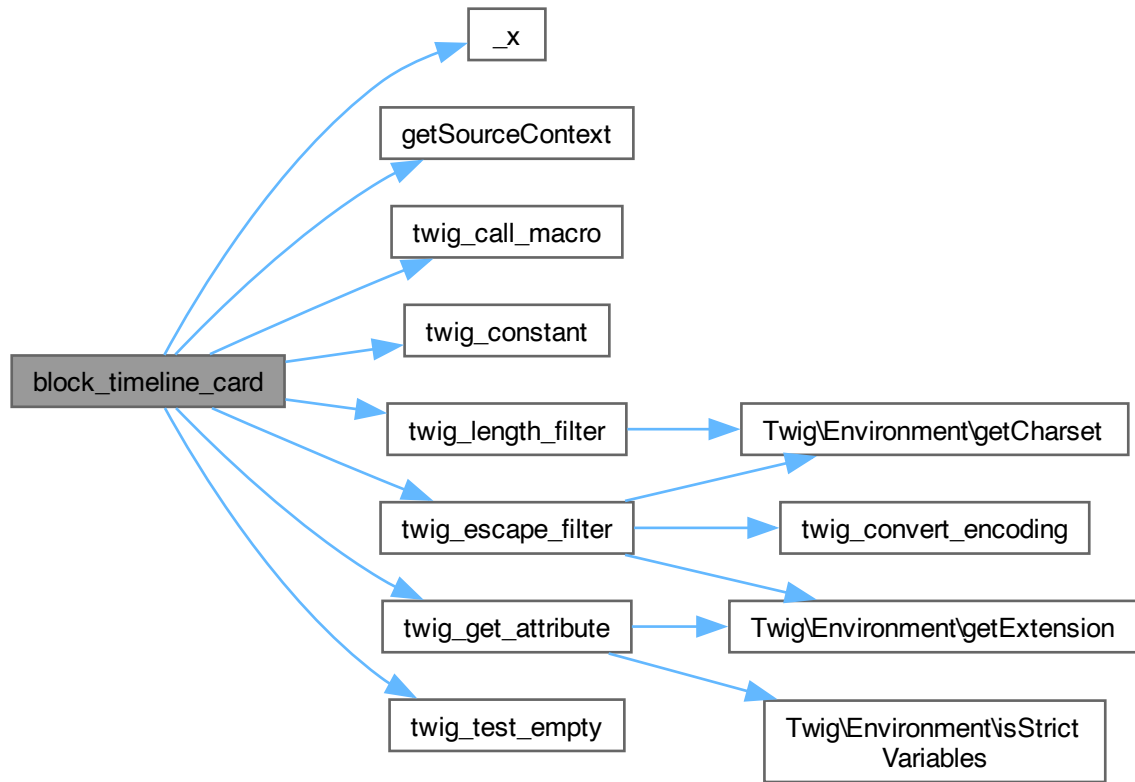 _x
getSourceContext
twig_call_macro
twig_constant
block_timeline_card
twig_length_filter
Twig\Environment\getCharset
twig_escape_filter
twig_convert_encoding
twig_get_attribute
Twig\Environment\getExtension
twig_test_empty
Twig\Environment\isStrict
Variables